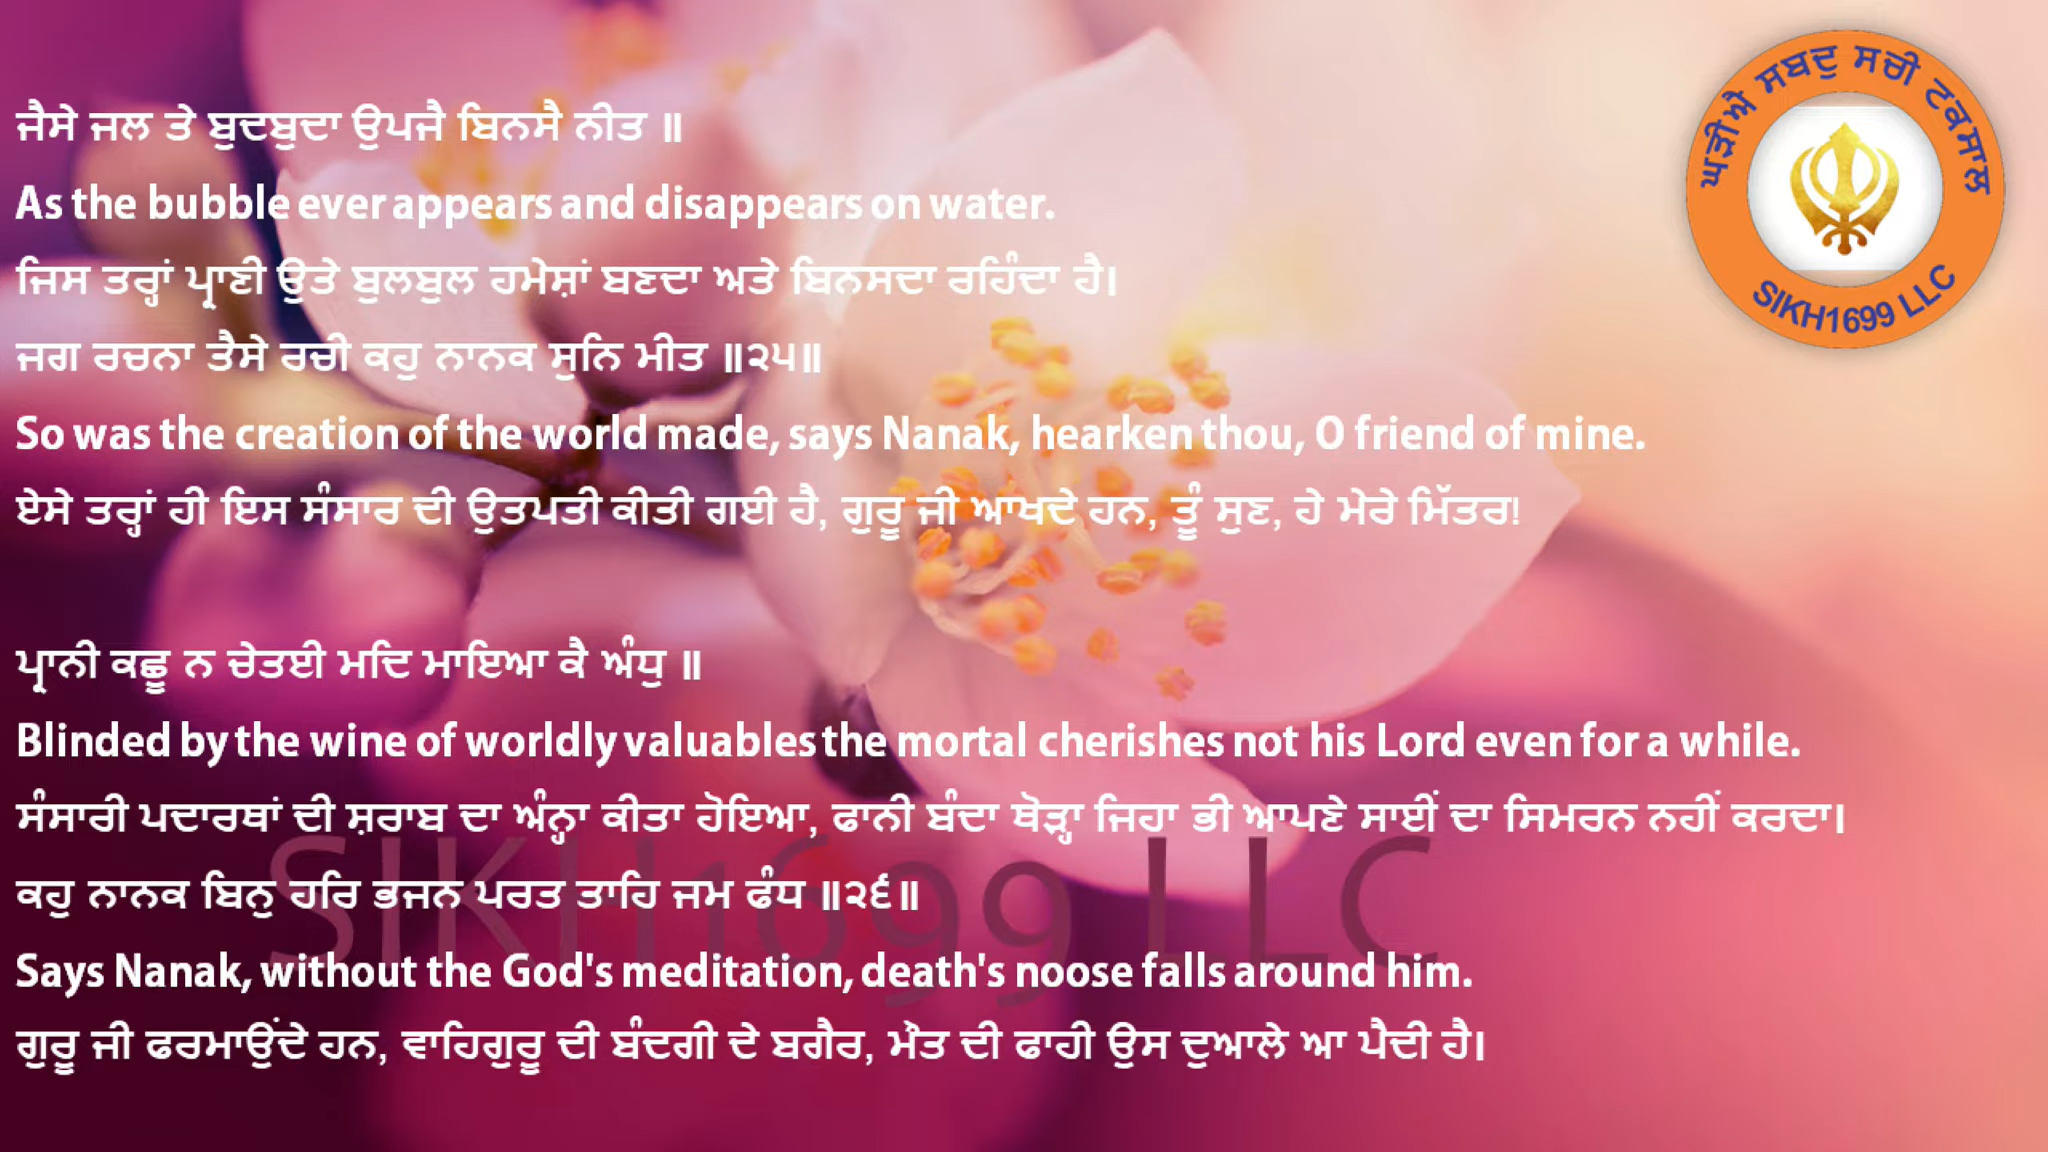 ਜੈਸੇ ਜਲ ਤੇ ਬੁਦਬੁਦਾ ਉਪਜੈ ਬਿਨਸੈ ਨੀਤ ॥
As the bubble ever appears and disappears on water.
ਜਿਸ ਤਰ੍ਹਾਂ ਪ੍ਰਾਣੀ ਉਤੇ ਬੁਲਬੁਲ ਹਮੇਸ਼ਾਂ ਬਣਦਾ ਅਤੇ ਬਿਨਸਦਾ ਰਹਿੰਦਾ ਹੈ।
ਜਗ ਰਚਨਾ ਤੈਸੇ ਰਚੀ ਕਹੁ ਨਾਨਕ ਸੁਨਿ ਮੀਤ ॥੨੫॥
So was the creation of the world made, says Nanak, hearken thou, O friend of mine.
ਏਸੇ ਤਰ੍ਹਾਂ ਹੀ ਇਸ ਸੰਸਾਰ ਦੀ ਉਤਪਤੀ ਕੀਤੀ ਗਈ ਹੈ, ਗੁਰੂ ਜੀ ਆਖਦੇ ਹਨ, ਤੂੰ ਸੁਣ, ਹੇ ਮੇਰੇ ਮਿੱਤਰ!
ਪ੍ਰਾਨੀ ਕਛੂ ਨ ਚੇਤਈ ਮਦਿ ਮਾਇਆ ਕੈ ਅੰਧੁ ॥
Blinded by the wine of worldly valuables the mortal cherishes not his Lord even for a while.
ਸੰਸਾਰੀ ਪਦਾਰਥਾਂ ਦੀ ਸ਼ਰਾਬ ਦਾ ਅੰਨ੍ਹਾ ਕੀਤਾ ਹੋਇਆ, ਫਾਨੀ ਬੰਦਾ ਥੋੜ੍ਹਾ ਜਿਹਾ ਭੀ ਆਪਣੇ ਸਾਈਂ ਦਾ ਸਿਮਰਨ ਨਹੀਂ ਕਰਦਾ।
ਕਹੁ ਨਾਨਕ ਬਿਨੁ ਹਰਿ ਭਜਨ ਪਰਤ ਤਾਹਿ ਜਮ ਫੰਧ ॥੨੬॥
Says Nanak, without the God's meditation, death's noose falls around him.
ਗੁਰੂ ਜੀ ਫਰਮਾਉਂਦੇ ਹਨ, ਵਾਹਿਗੁਰੂ ਦੀ ਬੰਦਗੀ ਦੇ ਬਗੈਰ, ਮੌਤ ਦੀ ਫਾਹੀ ਉਸ ਦੁਆਲੇ ਆ ਪੈਦੀ ਹੈ।
ਘੜੀਐ ਸਬਦੁ ਸਚੀ ਟਕਸਾਲ
SIKH1699 LLC
SIKH1699 LLC